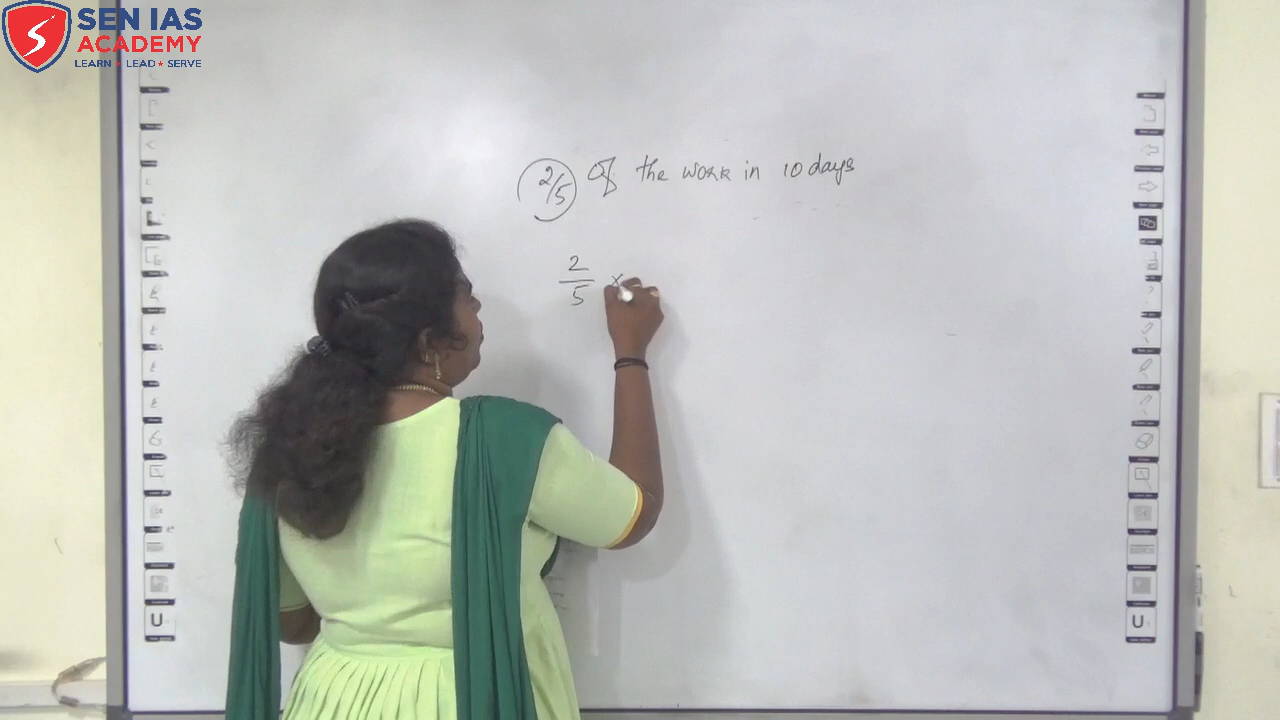 SEN IAS
ACADEMY
LEARN ★ LEAD ★ SERVE
2/5 Of the work in 10 days
2
5
×
U
U